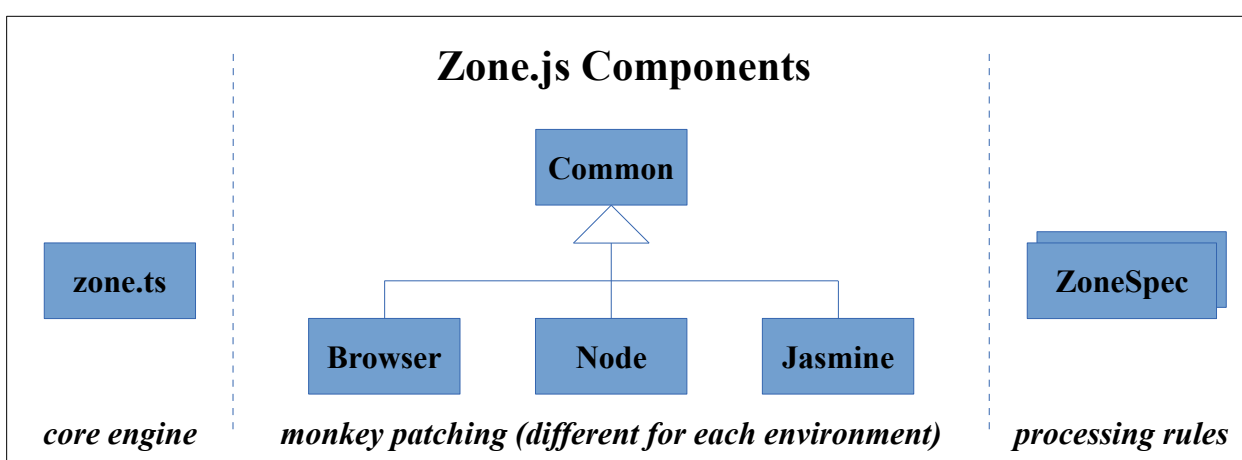 Zone.js Components
Common
zone.ts
ZoneSpec
Browser
Node
Jasmine
core engine
monkey patching (different for each environment)
processing rules